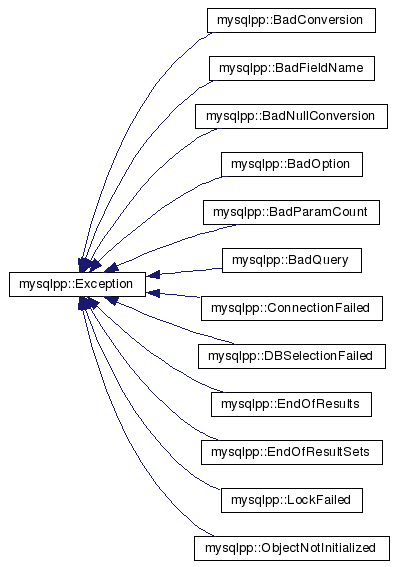 mysqlpp::BadConversion
mysqlpp::BadFieldName
mysqlpp::BadNullConversion
mysqlpp::BadOption
mysqlpp::BadParamCount
mysqlpp::BadQuery
mysqlpp::Exception
mysqlpp::ConnectionFailed
mysqlpp::DBSelectionFailed
mysqlpp::EndOfResults
mysqlpp::EndOfResultSets
mysqlpp::LockFailed
mysqlpp::ObjectNotInitialized